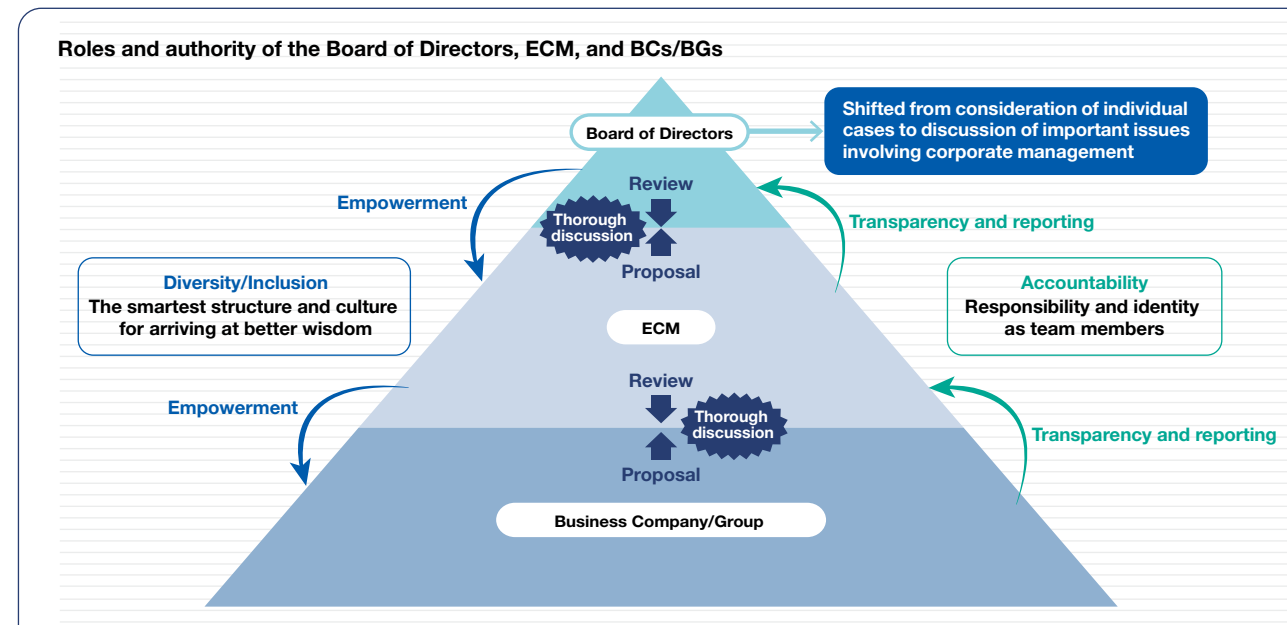 Roles and authority of the Board of Directors, ECM, and BCs/BGs
Board of Directors
Shifted from consideration of individual
cases to discussion of important issues
involving corporate management
Empowerment
Review
Thorough
discussion
Proposal
Transparency and reporting
Diversity/Inclusion
The smartest structure and culture
for arriving at better wisdom
Accountability
Responsibility and identity
as team members
ECM
Empowerment
Review
Thorough
discussion
Proposal
Transparency and reporting
Business Company/Group